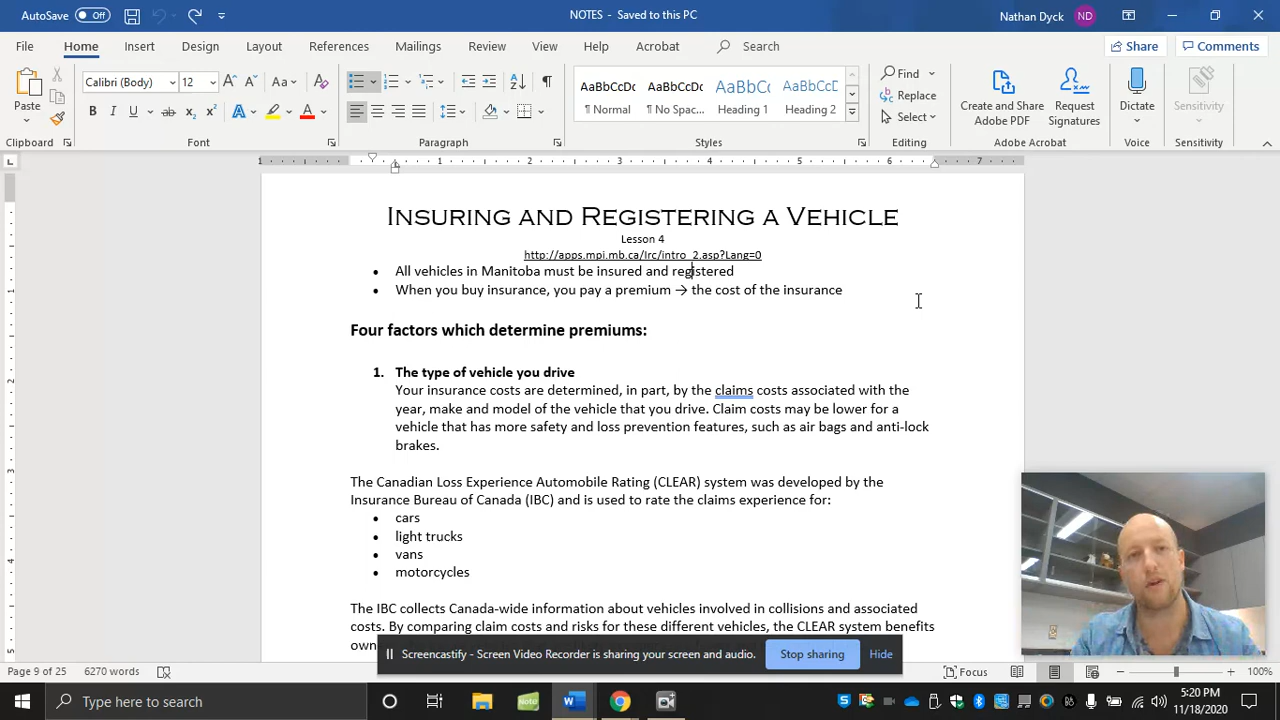 AutoSave Off
NOTES - Saved to this PC
Nathan Dyck ND
File Home Insert Design Layout References Mailings Review View Help Acrobat Search Share Comments
Paste
Calibri (Body) 12 A A Aa A
B I U ab A A
AaBbCcDc AaBbCcDc AaBbCc AaBbCcD
¶ Normal ¶ No Spac... Heading 1 Heading 2
Find
Replace
Select
Create and Share Adobe PDF
Request Signatures
Dictate
Sensitivity
Clipboard Font Paragraph Styles Editing Adobe Acrobat Voice Sensitivity
1 1 2 3 4 5 6 7
Insuring and Registering a Vehicle
Lesson 4
http://apps.mpi.mb.ca/Irc/intro_2.asp?Lang=0
• All vehicles in Manitoba must be insured and registered
• When you buy insurance, you pay a premium → the cost of the insurance
Four factors which determine premiums:
1. The type of vehicle you drive
Your insurance costs are determined, in part, by the claims costs associated with the
year, make and model of the vehicle that you drive. Claim costs may be lower for a
vehicle that has more safety and loss prevention features, such as air bags and anti-lock
brakes.
The Canadian Loss Experience Automobile Rating (CLEAR) system was developed by the
Insurance Bureau of Canada (IBC) and is used to rate the claims experience for:
• cars
• light trucks
• vans
• motorcycles
The IBC collects Canada-wide information about vehicles involved in collisions and associated
costs. By comparing claim costs and risks for these different vehicles, the CLEAR system benefits
own
Screencastify - Screen Video Recorder is sharing your screen and audio. Stop sharing Hide
Page 9 of 25 6270 words Focus 100%
Type here to search
5:20 PM
11/18/2020